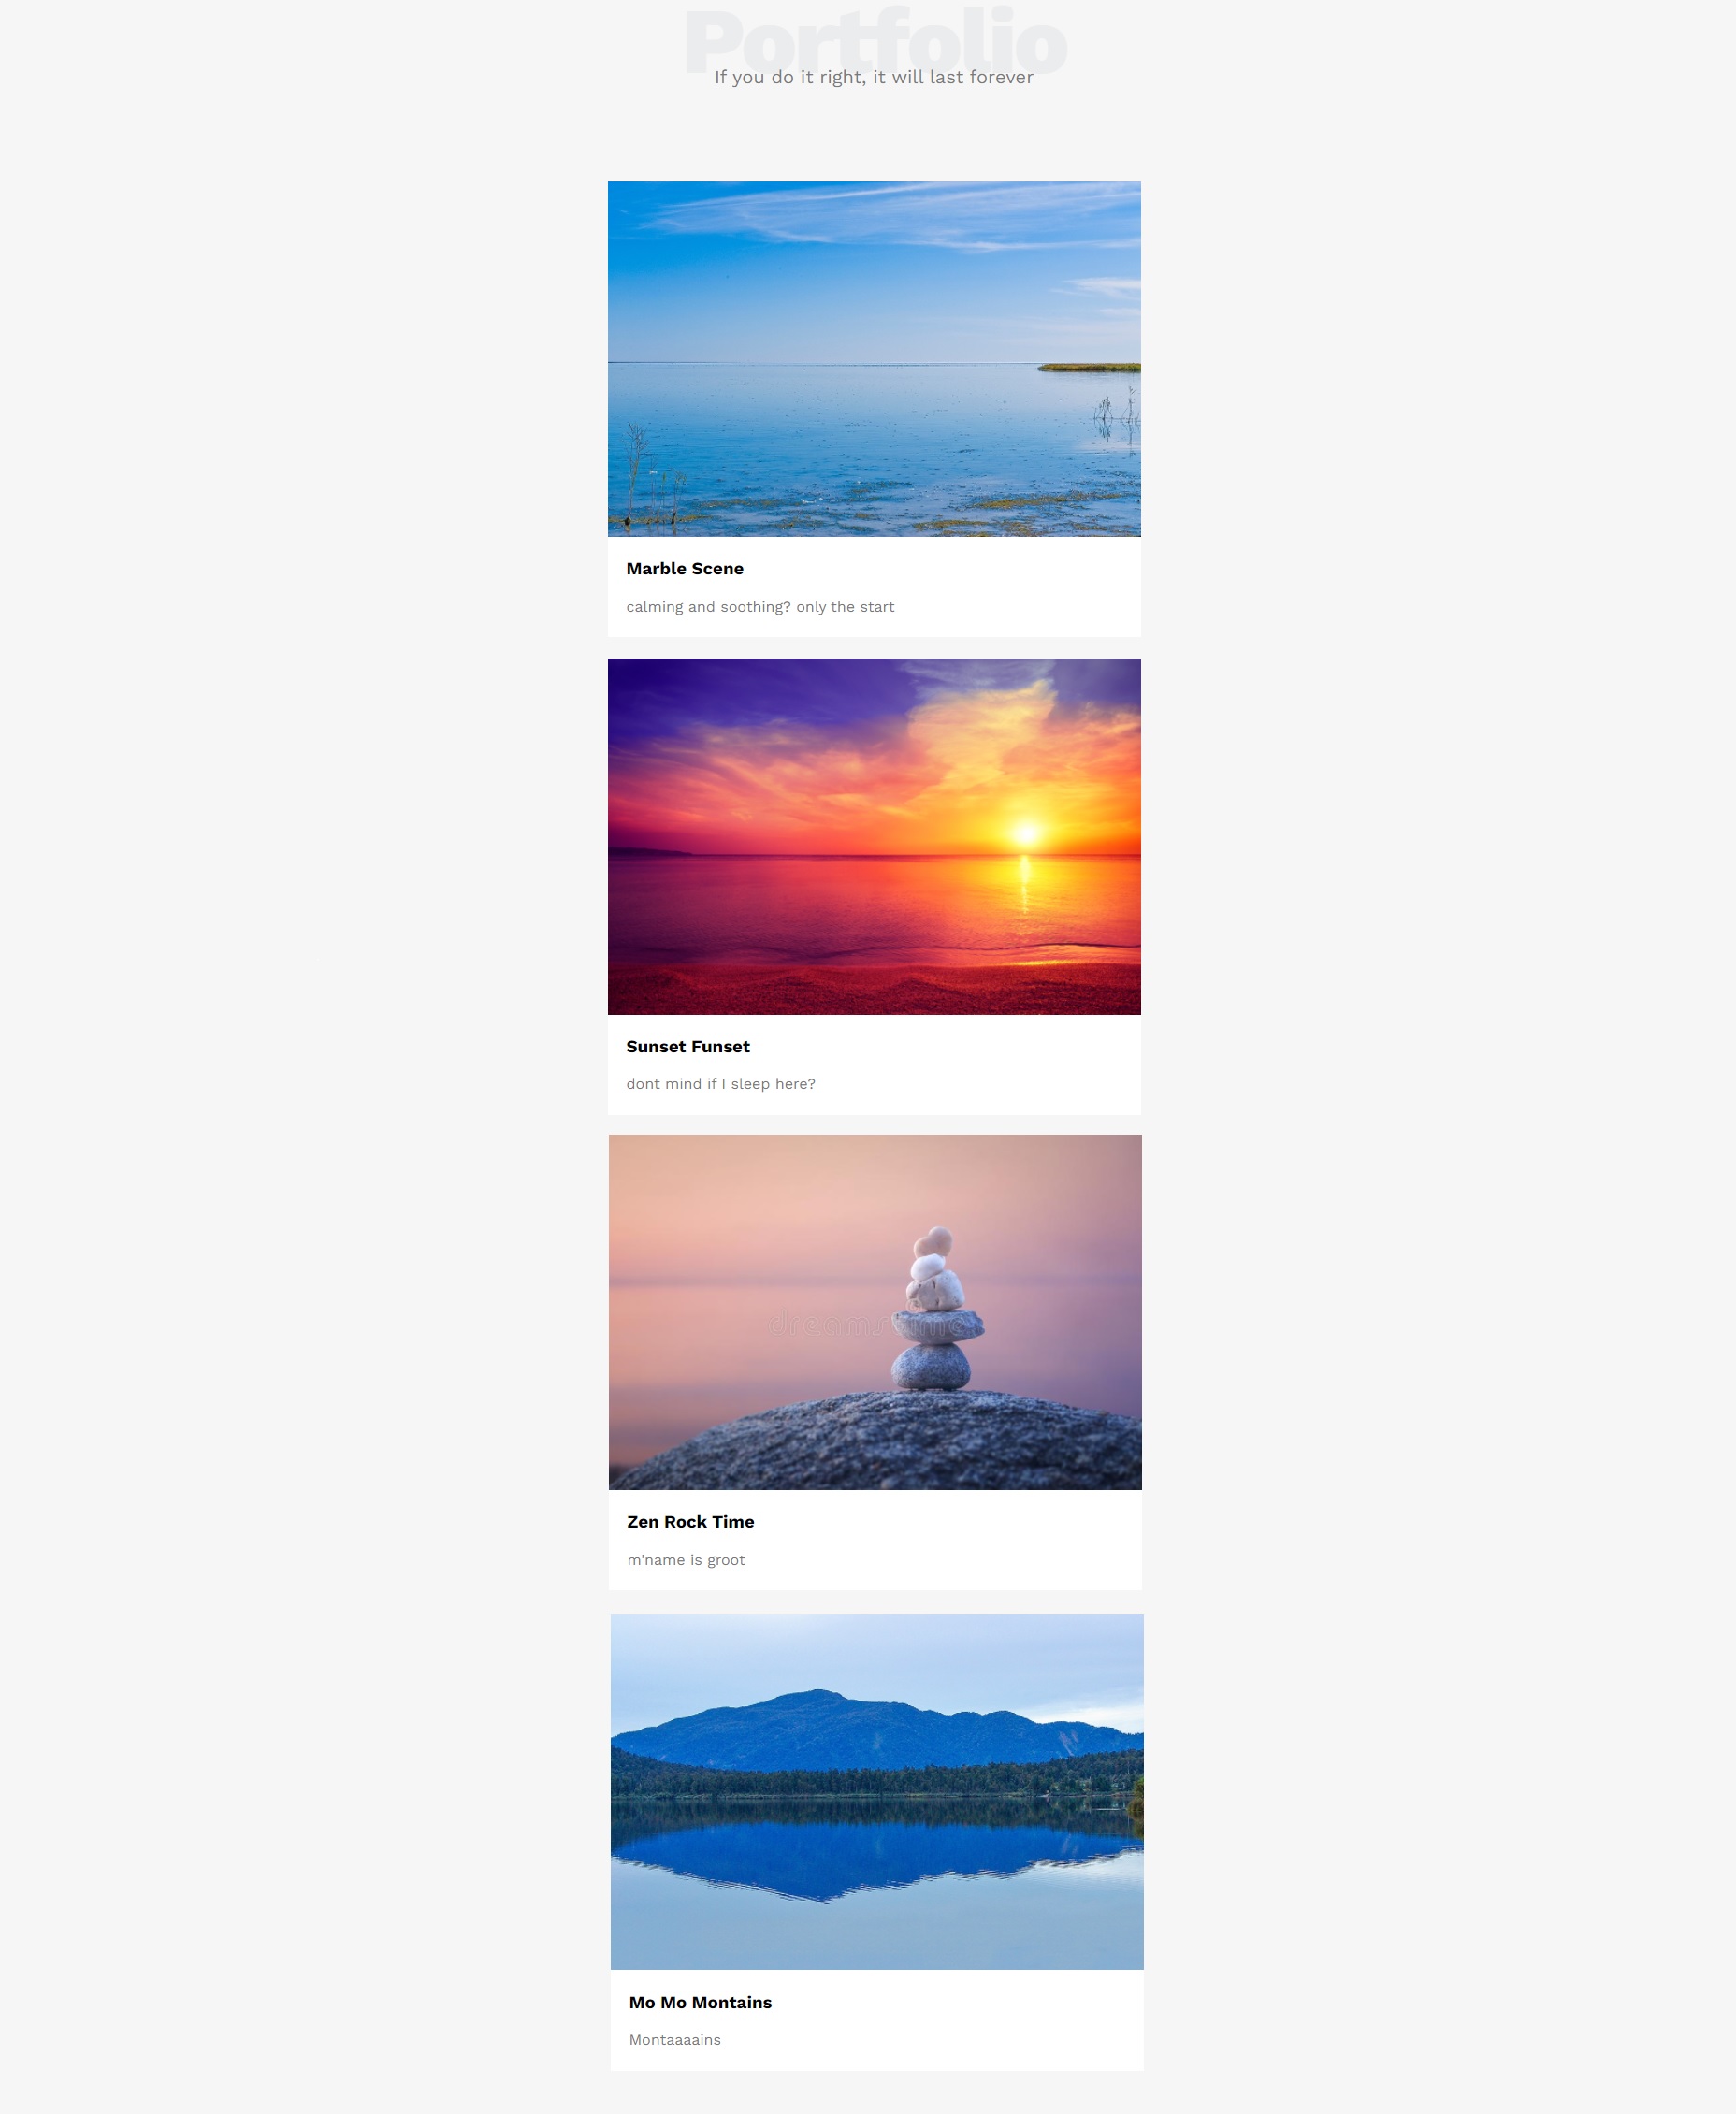 Portfolio
If you do it right, it will last forever
Marble Scene
calming and soothing? only the start
Sunset Funset
dont mind if I sleep here?
dreamstime
Zen Rock Time
m'name is groot
Mo Mo Montains
Montaaaains